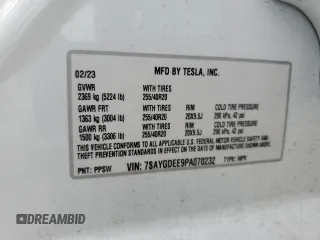 02/23 MFD BY TESLA, INC.
GVWR WITH TIRES
2369 kg (5224 lb) 255/40R20
GAWR FRT WITH TIRES RIM COLD TIRE PRESSURE
1363 kg (3004 lb) 255/40R20 20X9.5J 290 kPa, 42 psi
GAWR RR WITH TIRES RIM COLD TIRE PRESSURE
1500 kg (3306 lb) 255/40R20 20X9.5J 290 kPa, 42 psi
THIS VEHICLE CONFORMS TO ALL APPLICABLE FEDERAL MOTOR VEHICLE SAFETY AND
THEFT PREVENTION STANDARDS IN EFFECT ON THE DATE OF MANUFACTURE SHOWN
ABOVE.
PNT: PPSW VIN: 7SAYGDEE9PA070232 TYPE: MPV
© 2025 AutoBidMaster